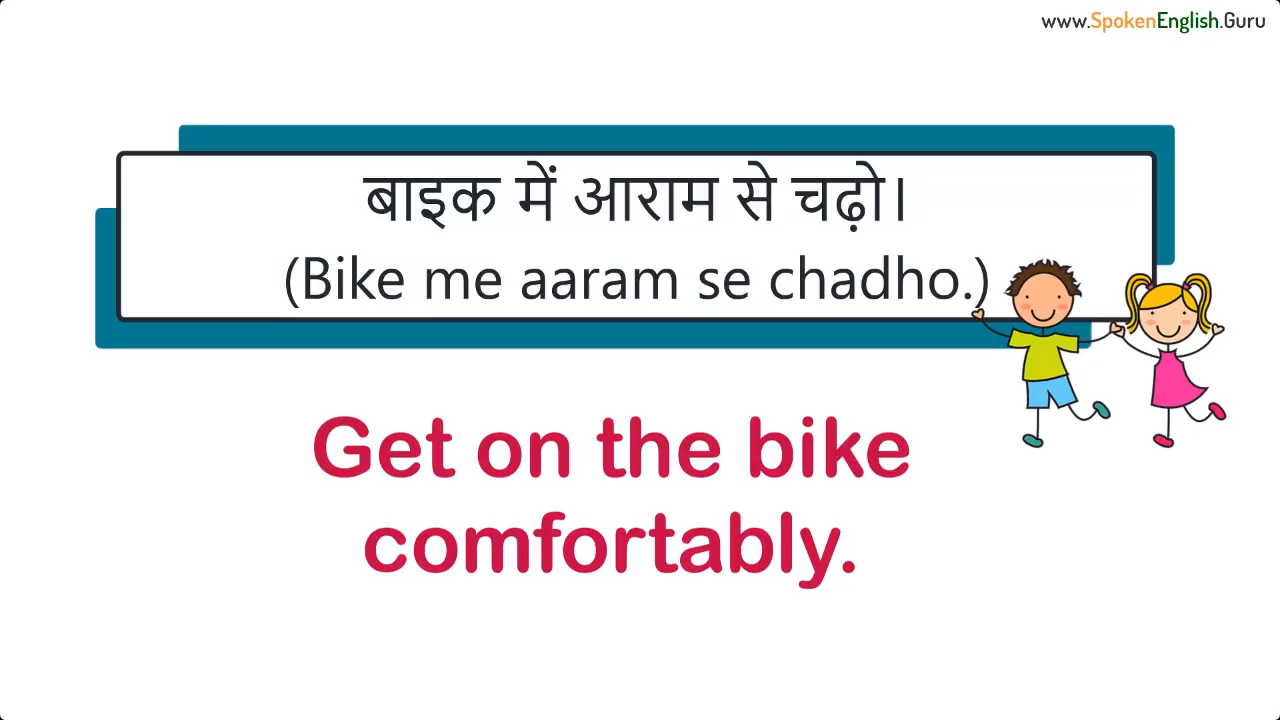 www.SpokenEnglish.Guru
बाइक में आराम से चढ़ो।
(Bike me aaram se chadho.)
Get on the bike
comfortably.